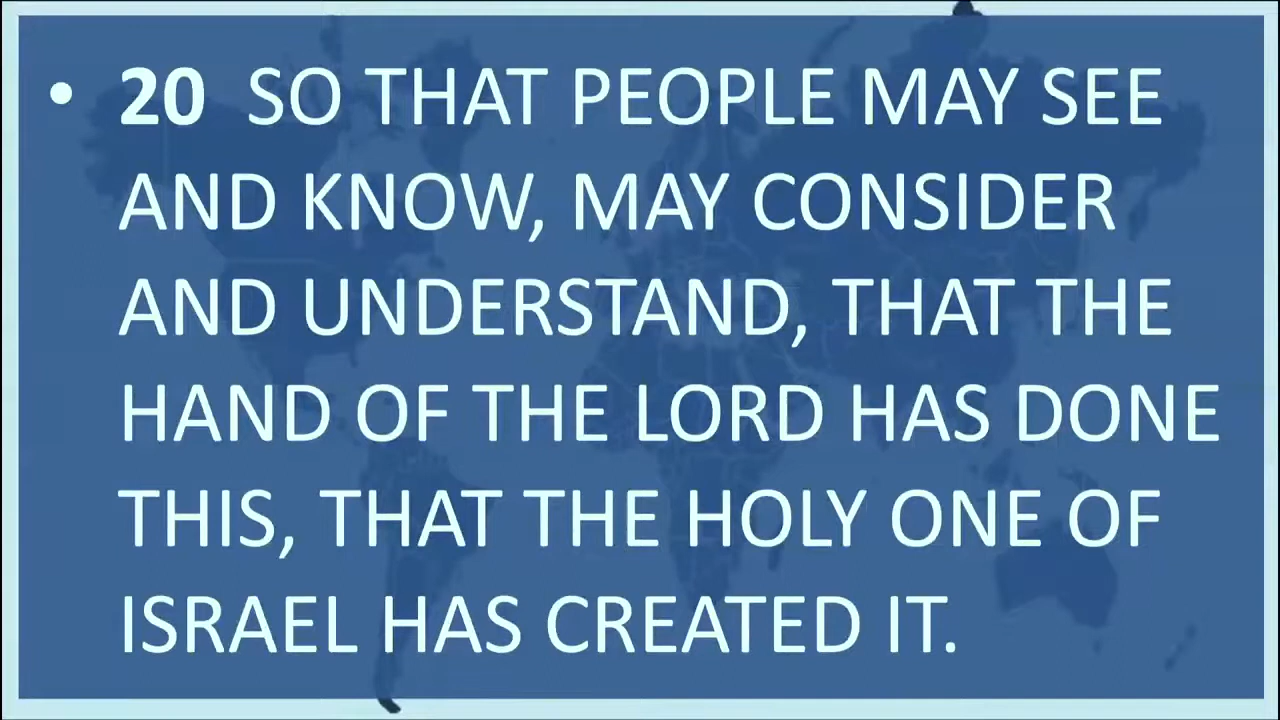 • 20 SO THAT PEOPLE MAY SEE
AND KNOW, MAY CONSIDER
AND UNDERSTAND, THAT THE
HAND OF THE LORD HAS DONE
THIS, THAT THE HOLY ONE OF
ISRAEL HAS CREATED IT.